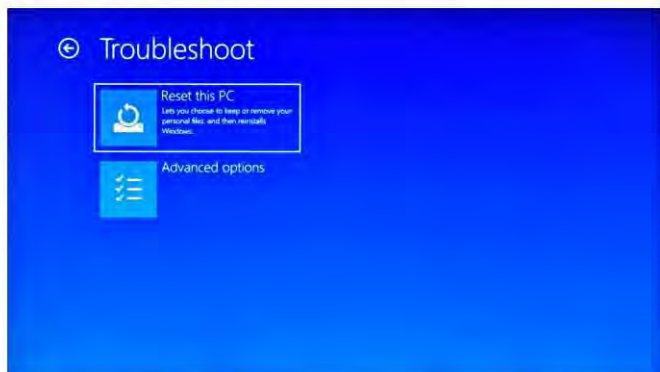 Troubleshoot
Reset this PC
Lets you choose to keep or remove your
personal files, and then reinstalls
Windows.
Advanced options